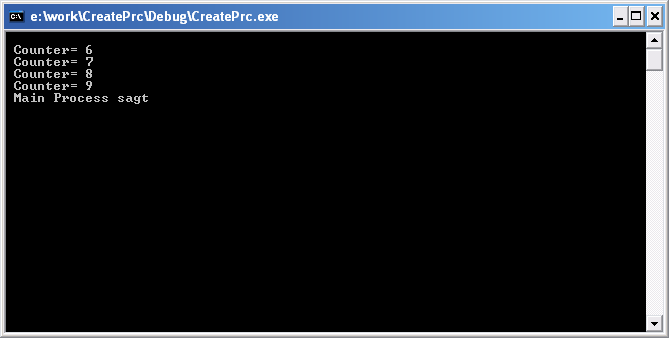 e:\work\CreatePrc\Debug\CreatePrc.exe
Counter= 6
Counter= 7
Counter= 8
Counter= 9
Main Process sagt